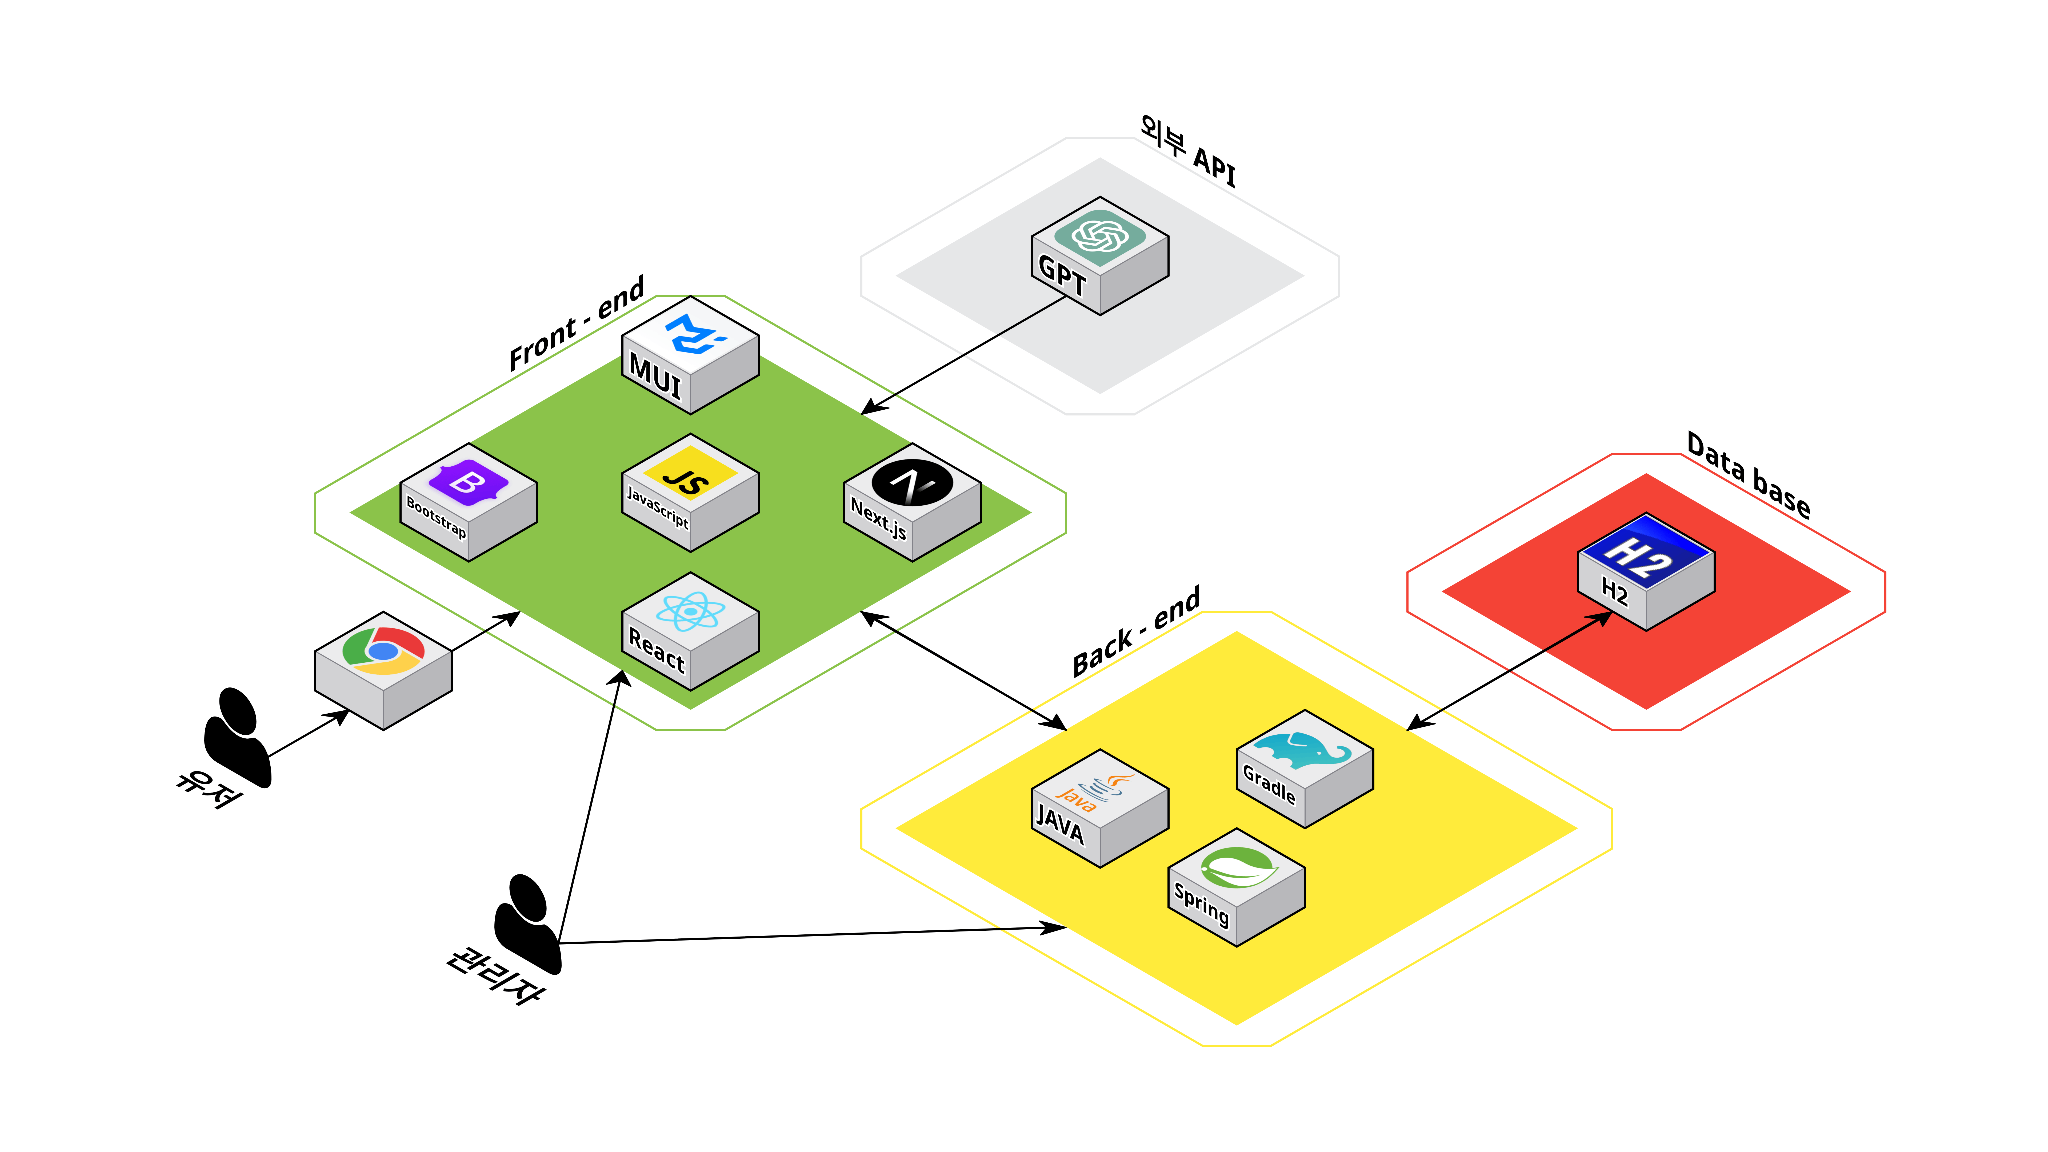 외부 API
GPT
Front - end
MUI
Bootstrap
JS
JavaScript
N
Next.js
B
React
Data base
H2
H2
Back - end
Java
JAVA
Gradle
Spring
유저
관리자